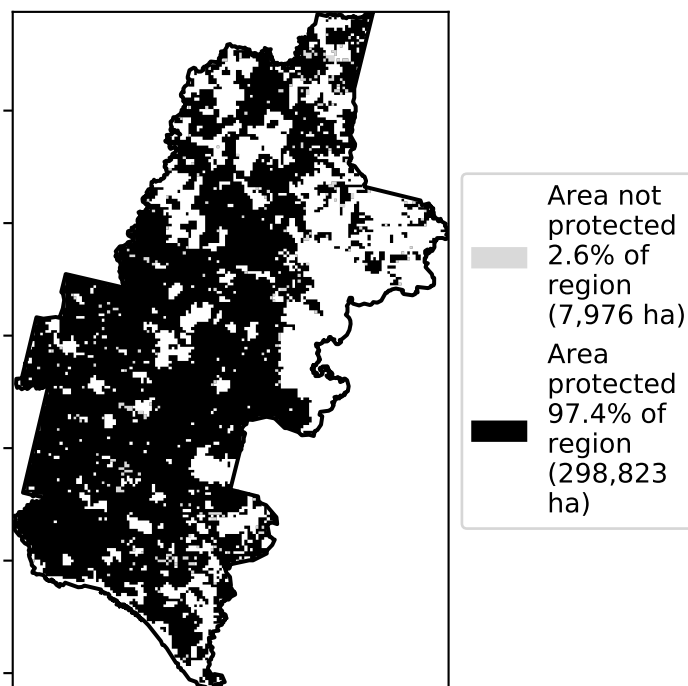 Area not
protected
2.6% of
region
(7,976 ha)
Area
protected
97.4% of
region
(298,823
ha)